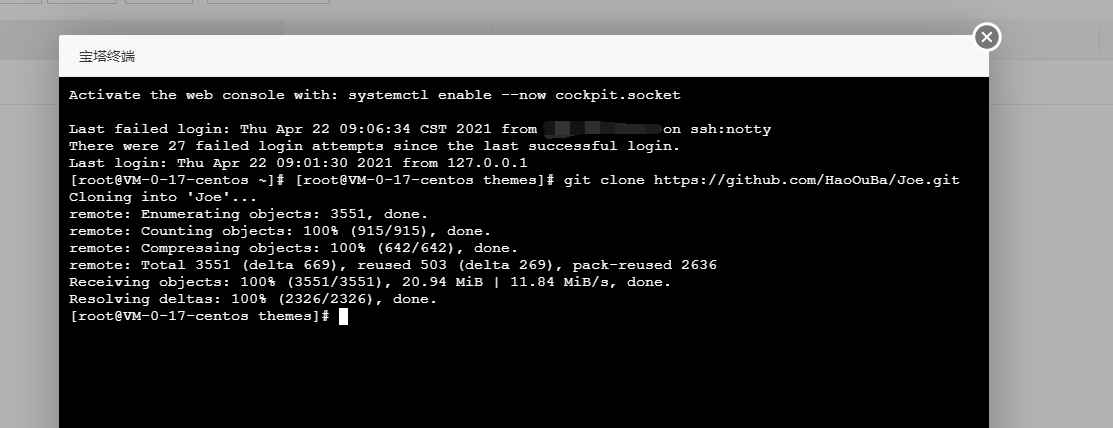 宝塔终端
Activate the web console with: systemctl enable --now cockpit.socket
Last failed login: Thu Apr 22 09:06:34 CST 2021 from on ssh:notty
There were 27 failed login attempts since the last successful login.
Last login: Thu Apr 22 09:01:30 2021 from 127.0.0.1
[root@VM-0-17-centos ~]# [root@VM-0-17-centos themes]# git clone https://github.com/HaoOuBa/Joe.git
Cloning into 'Joe'...
remote: Enumerating objects: 3551, done.
remote: Counting objects: 100% (915/915), done.
remote: Compressing objects: 100% (642/642), done.
remote: Total 3551 (delta 669), reused 503 (delta 269), pack-reused 2636
Receiving objects: 100% (3551/3551), 20.94 MiB | 11.84 MiB/s, done.
Resolving deltas: 100% (2326/2326), done.
[root@VM-0-17-centos themes]#